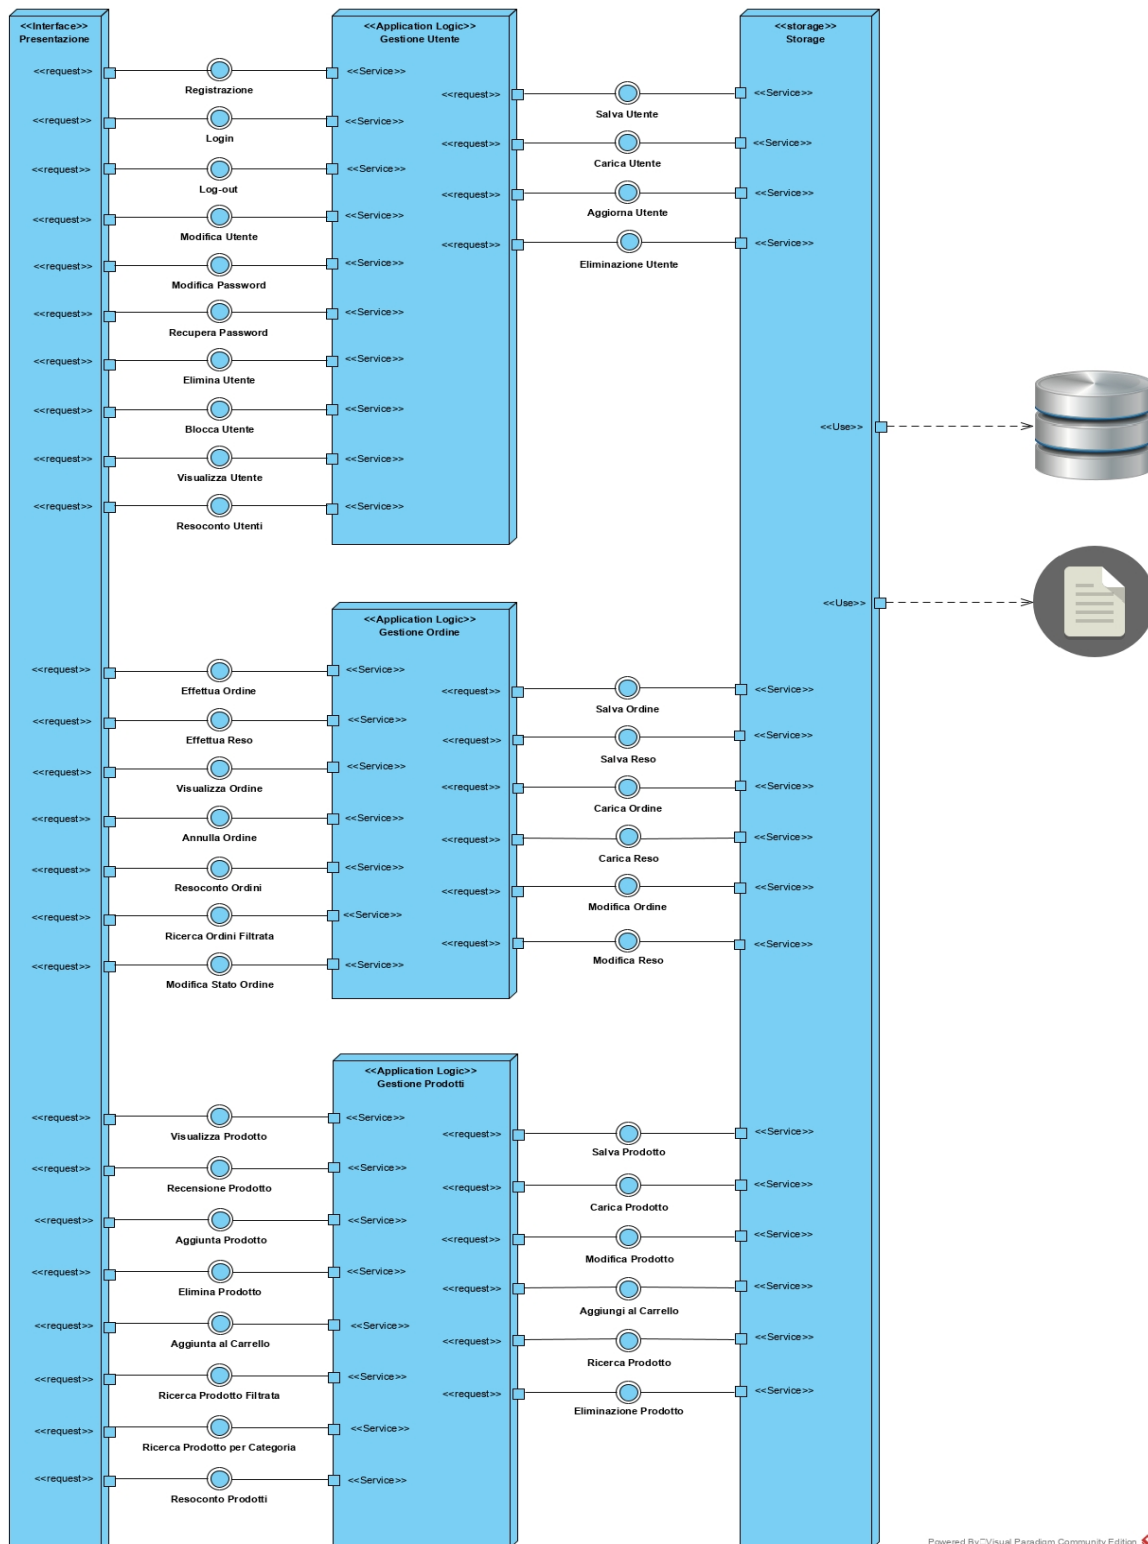 <<Interface>>
Presentazione
<<Application Logic>>
Gestione Utente
<<storage>>
Storage
<<request>>
Registrazione
<<Service>>
<<request>>
Salva Utente
<<Service>>
<<request>>
Login
<<Service>>
<<request>>
Carica Utente
<<Service>>
<<request>>
Log-out
<<Service>>
<<request>>
Aggiorna Utente
<<Service>>
<<request>>
Modifica Utente
<<Service>>
<<request>>
Eliminazione Utente
<<Service>>
<<request>>
Modifica Password
<<Service>>
<<request>>
Recupera Password
<<Service>>
<<request>>
Elimina Utente
<<Service>>
<<request>>
Blocca Utente
<<Service>>
<<Use>>
<<request>>
Visualizza Utente
<<Service>>
<<request>>
Resoconto Utenti
<<Service>>
<<Use>>
<<Application Logic>>
Gestione Ordine
<<request>>
Effettua Ordine
<<Service>>
<<request>>
Salva Ordine
<<Service>>
<<request>>
Effettua Reso
<<Service>>
<<request>>
Salva Reso
<<Service>>
<<request>>
Visualizza Ordine
<<Service>>
<<request>>
Carica Ordine
<<Service>>
<<request>>
Annulla Ordine
<<Service>>
<<request>>
Carica Reso
<<Service>>
<<request>>
Resoconto Ordini
<<Service>>
<<request>>
Modifica Ordine
<<Service>>
<<request>>
Ricerca Ordini Filtrata
<<Service>>
<<request>>
Modifica Reso
<<Service>>
<<request>>
Modifica Stato Ordine
<<Service>>
<<Application Logic>>
Gestione Prodotti
<<request>>
Visualizza Prodotto
<<Service>>
<<request>>
Salva Prodotto
<<Service>>
<<request>>
Recensione Prodotto
<<Service>>
<<request>>
Carica Prodotto
<<Service>>
<<request>>
Aggiunta Prodotto
<<Service>>
<<request>>
Modifica Prodotto
<<Service>>
<<request>>
Elimina Prodotto
<<Service>>
<<request>>
Aggiungi al Carrello
<<Service>>
<<request>>
Aggiunta al Carrello
<<Service>>
<<request>>
Ricerca Prodotto
<<Service>>
<<request>>
Ricerca Prodotto Filtrata
<<Service>>
<<request>>
Eliminazione Prodotto
<<Service>>
<<request>>
Ricerca Prodotto per Categoria
<<Service>>
<<request>>
Resoconto Prodotti
<<Service>>
Powered By Visual Paradigm Community Edition